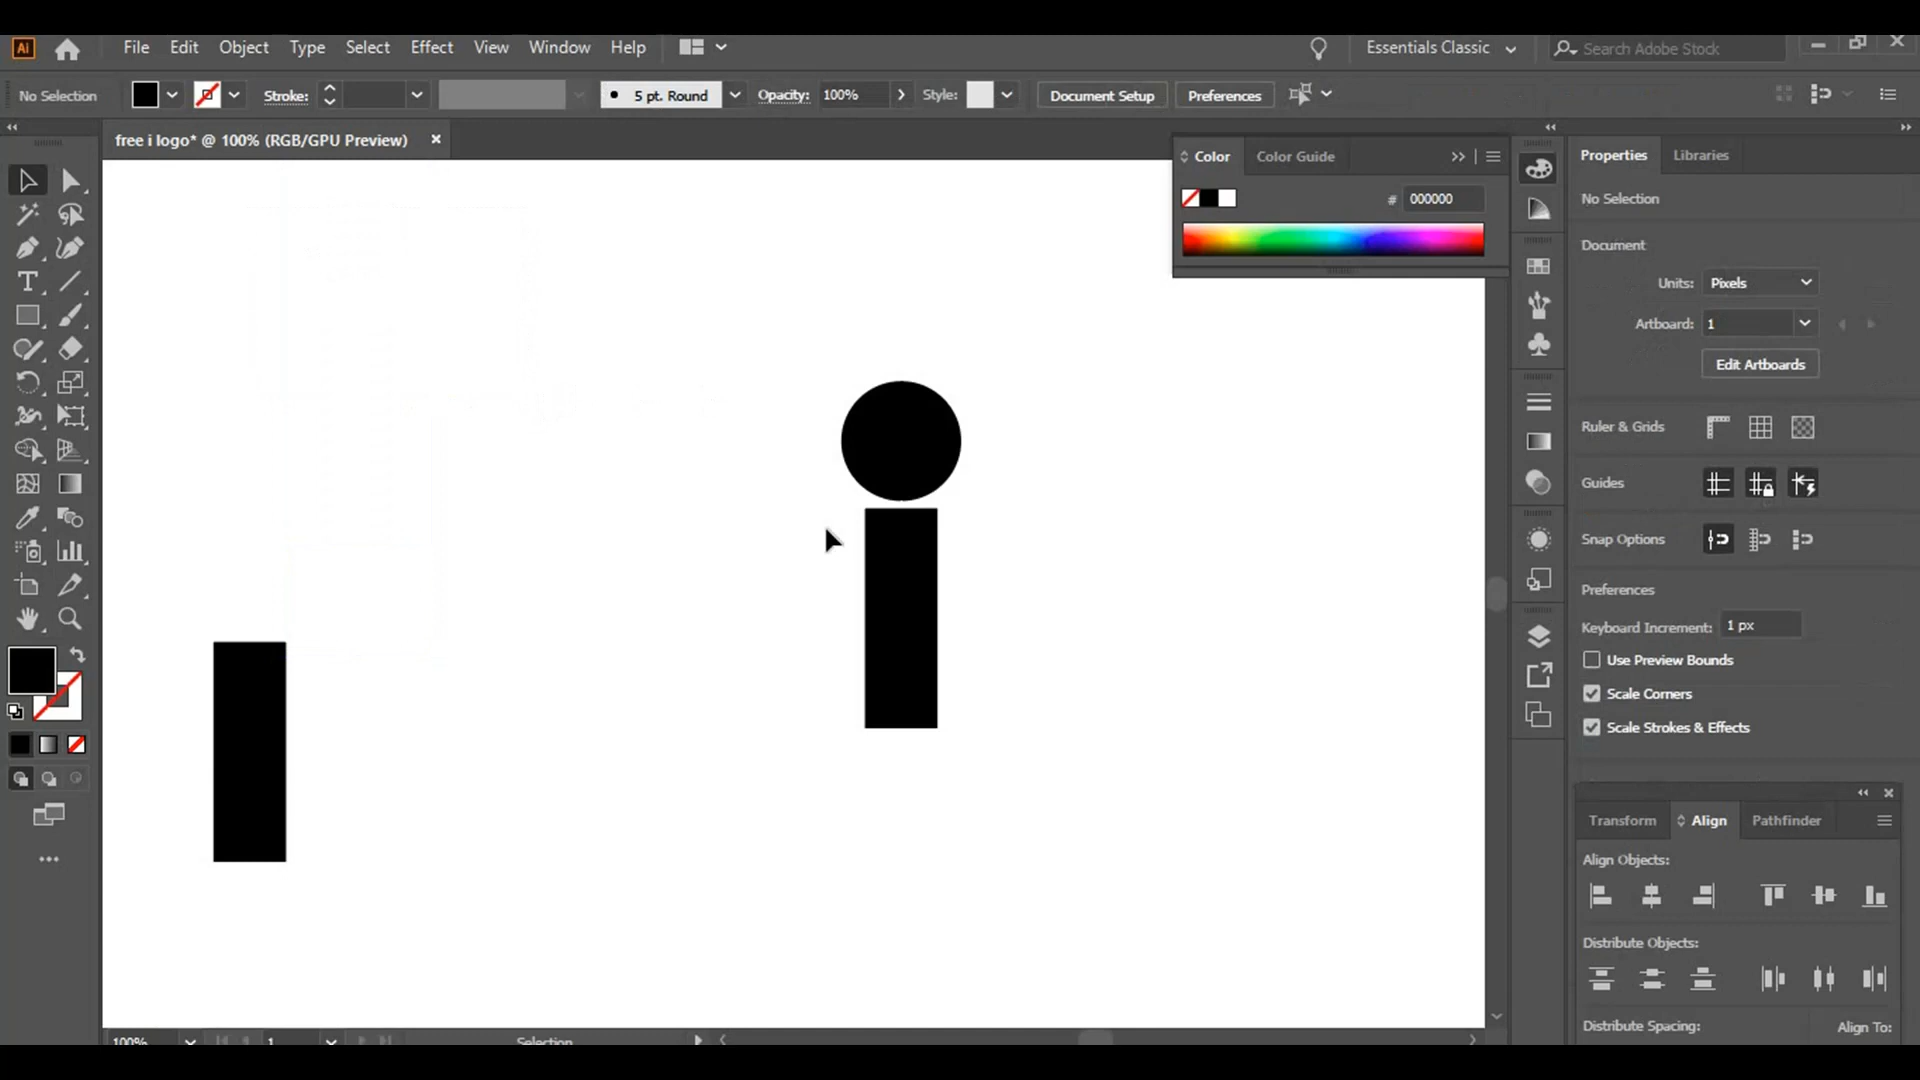 Ai File Edit Object Type Select Effect View Window Help Essentials Classic Search Adobe Stock
No Selection Stroke: 5 pt. Round Opacity: 100% Style: Document Setup Preferences
free i logo* @ 100% (RGB/GPU Preview)
Color Color Guide
# 000000
Properties Libraries
No Selection
Document
Units: Pixels
Artboard: 1
Edit Artboards
Ruler & Grids
Guides
Snap Options
Preferences
Keyboard Increment: 1 px
Use Preview Bounds
Scale Corners
Scale Strokes & Effects
Transform Align Pathfinder
Align Objects:
Distribute Objects:
Distribute Spacing: Align To:
100% 1 Selection